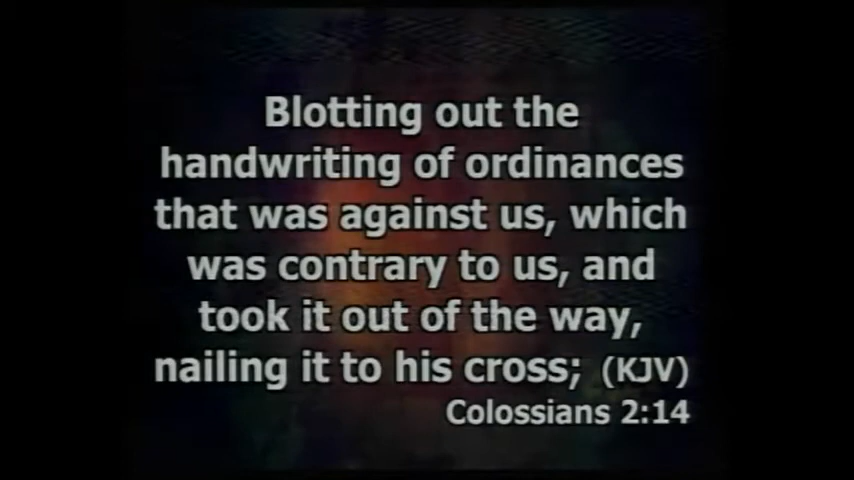 Blotting out the
handwriting of ordinances
that was against us, which
was contrary to us, and
took it out of the way,
nailing it to his cross; (KJV)
Colossians 2:14